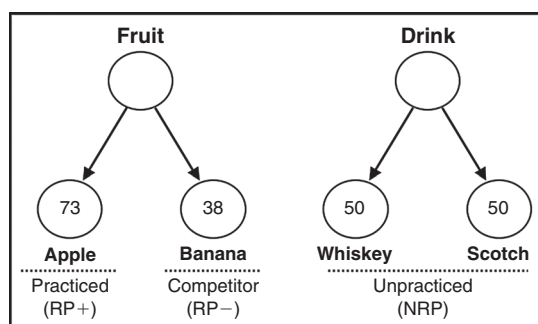 Fruit Drink
73 38 50 50
Apple Banana Whiskey Scotch
Practiced Competitor Unpracticed
(RP+) (RP−) (NRP)